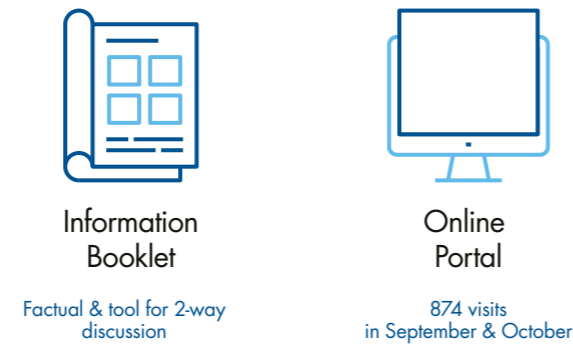 Information
Booklet
Factual & tool for 2-way
discussion
Online
Portal
874 visits
in September & October